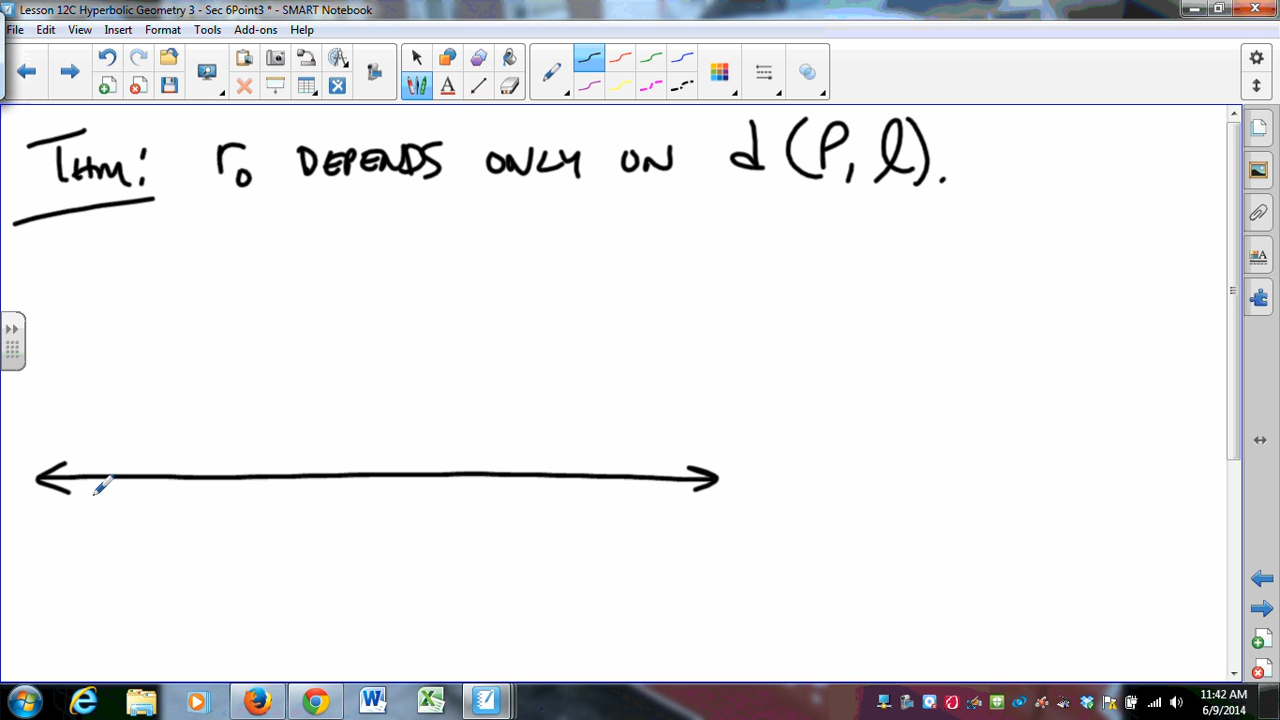 Lesson 12C Hyperbolic Geometry 3 - Sec 6Point3 * - SMART Notebook
File Edit View Insert Format Tools Add-ons Help
THM: r₀ DEPENDS ONLY ON d(P, l).
11:42 AM
6/9/2014